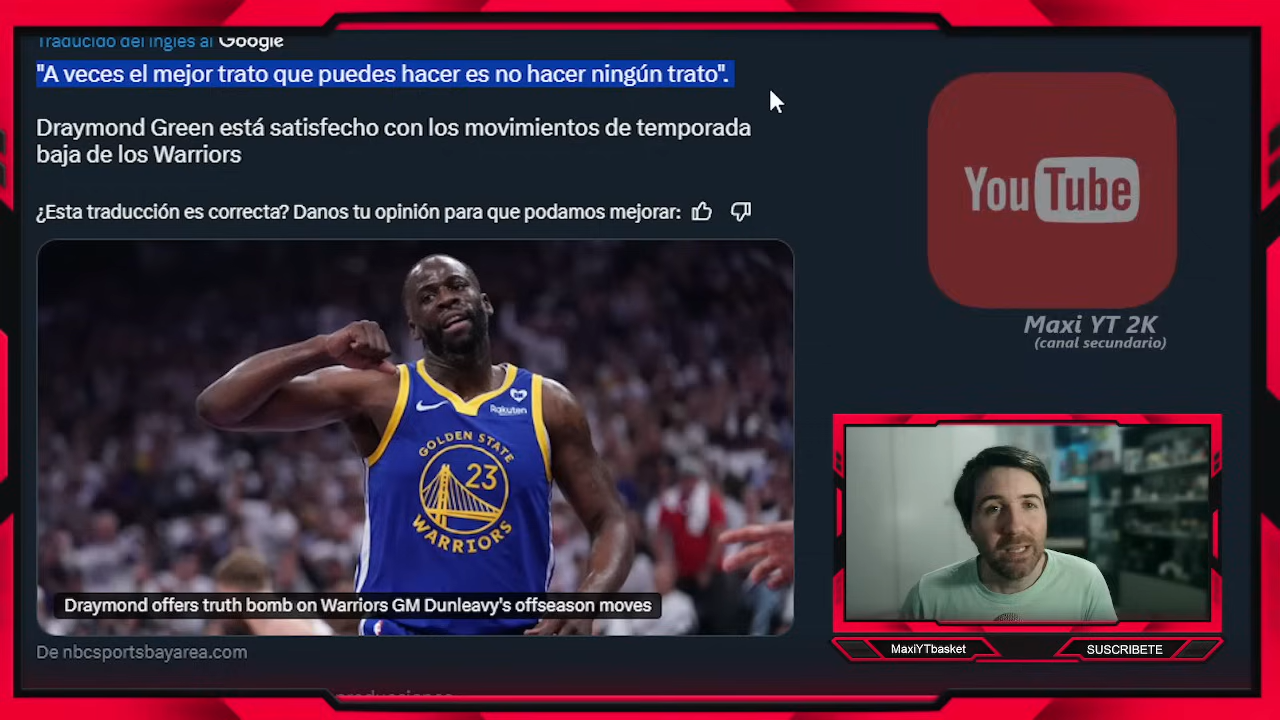 Traducido del inglés al Google
"A veces el mejor trato que puedes hacer es no hacer ningún trato".
Draymond Green está satisfecho con los movimientos de temporada
baja de los Warriors
¿Esta traducción es correcta? Danos tu opinión para que podamos mejorar:
YouTube
Maxi YT 2K
(canal secundario)
Rakuten
GOLDEN STATE
23
WARRIORS
Draymond offers truth bomb on Warriors GM Dunleavy's offseason moves
De nbcsportsbayarea.com
MaxiYTbasket
SUSCRIBETE